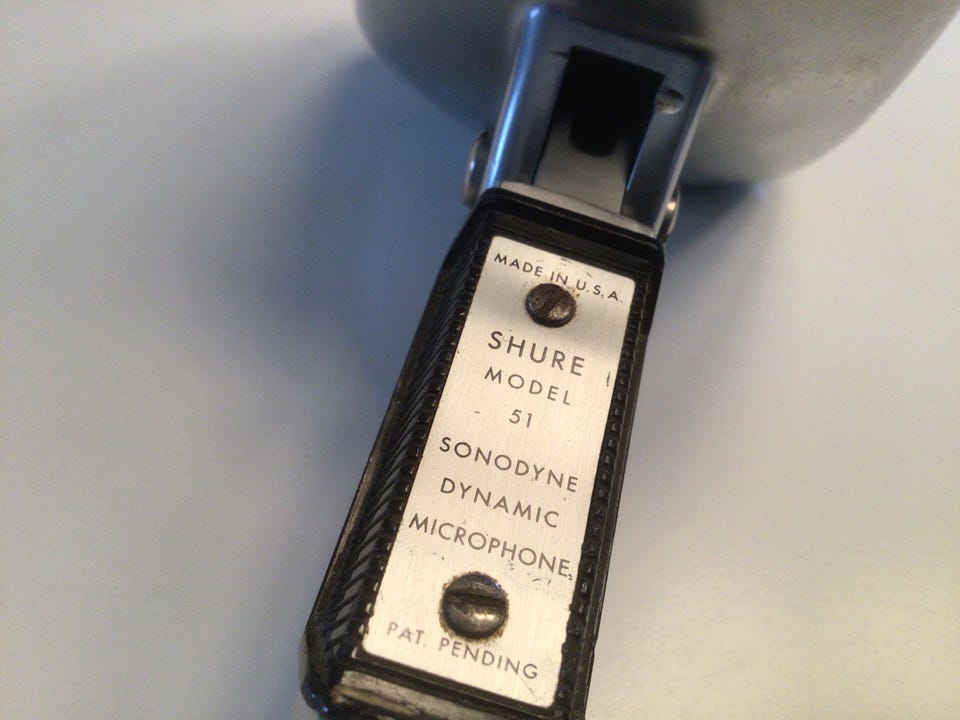 MADE IN U.S.A.
SHURE
MODEL
51
SONODYNE
DYNAMIC
MICROPHONE
PAT. PENDING